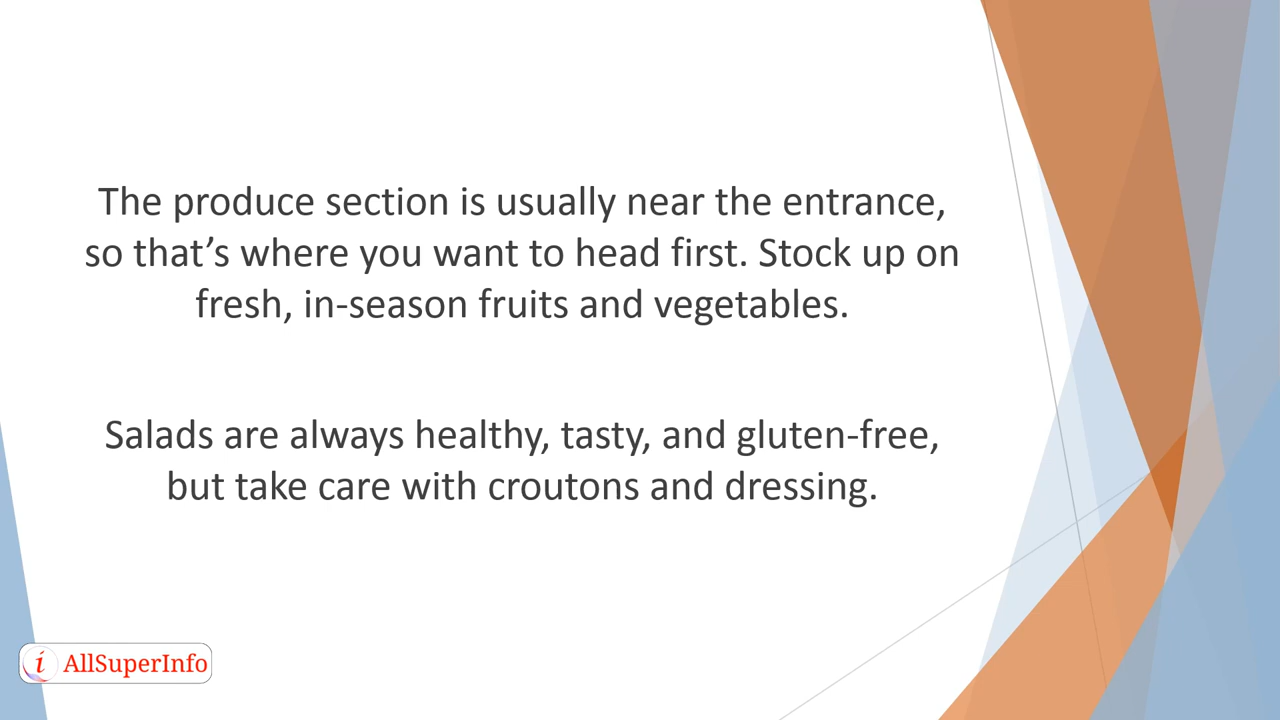 The produce section is usually near the entrance,
so that’s where you want to head first. Stock up on
fresh, in-season fruits and vegetables.
Salads are always healthy, tasty, and gluten-free,
but take care with croutons and dressing.
i AllSuperInfo